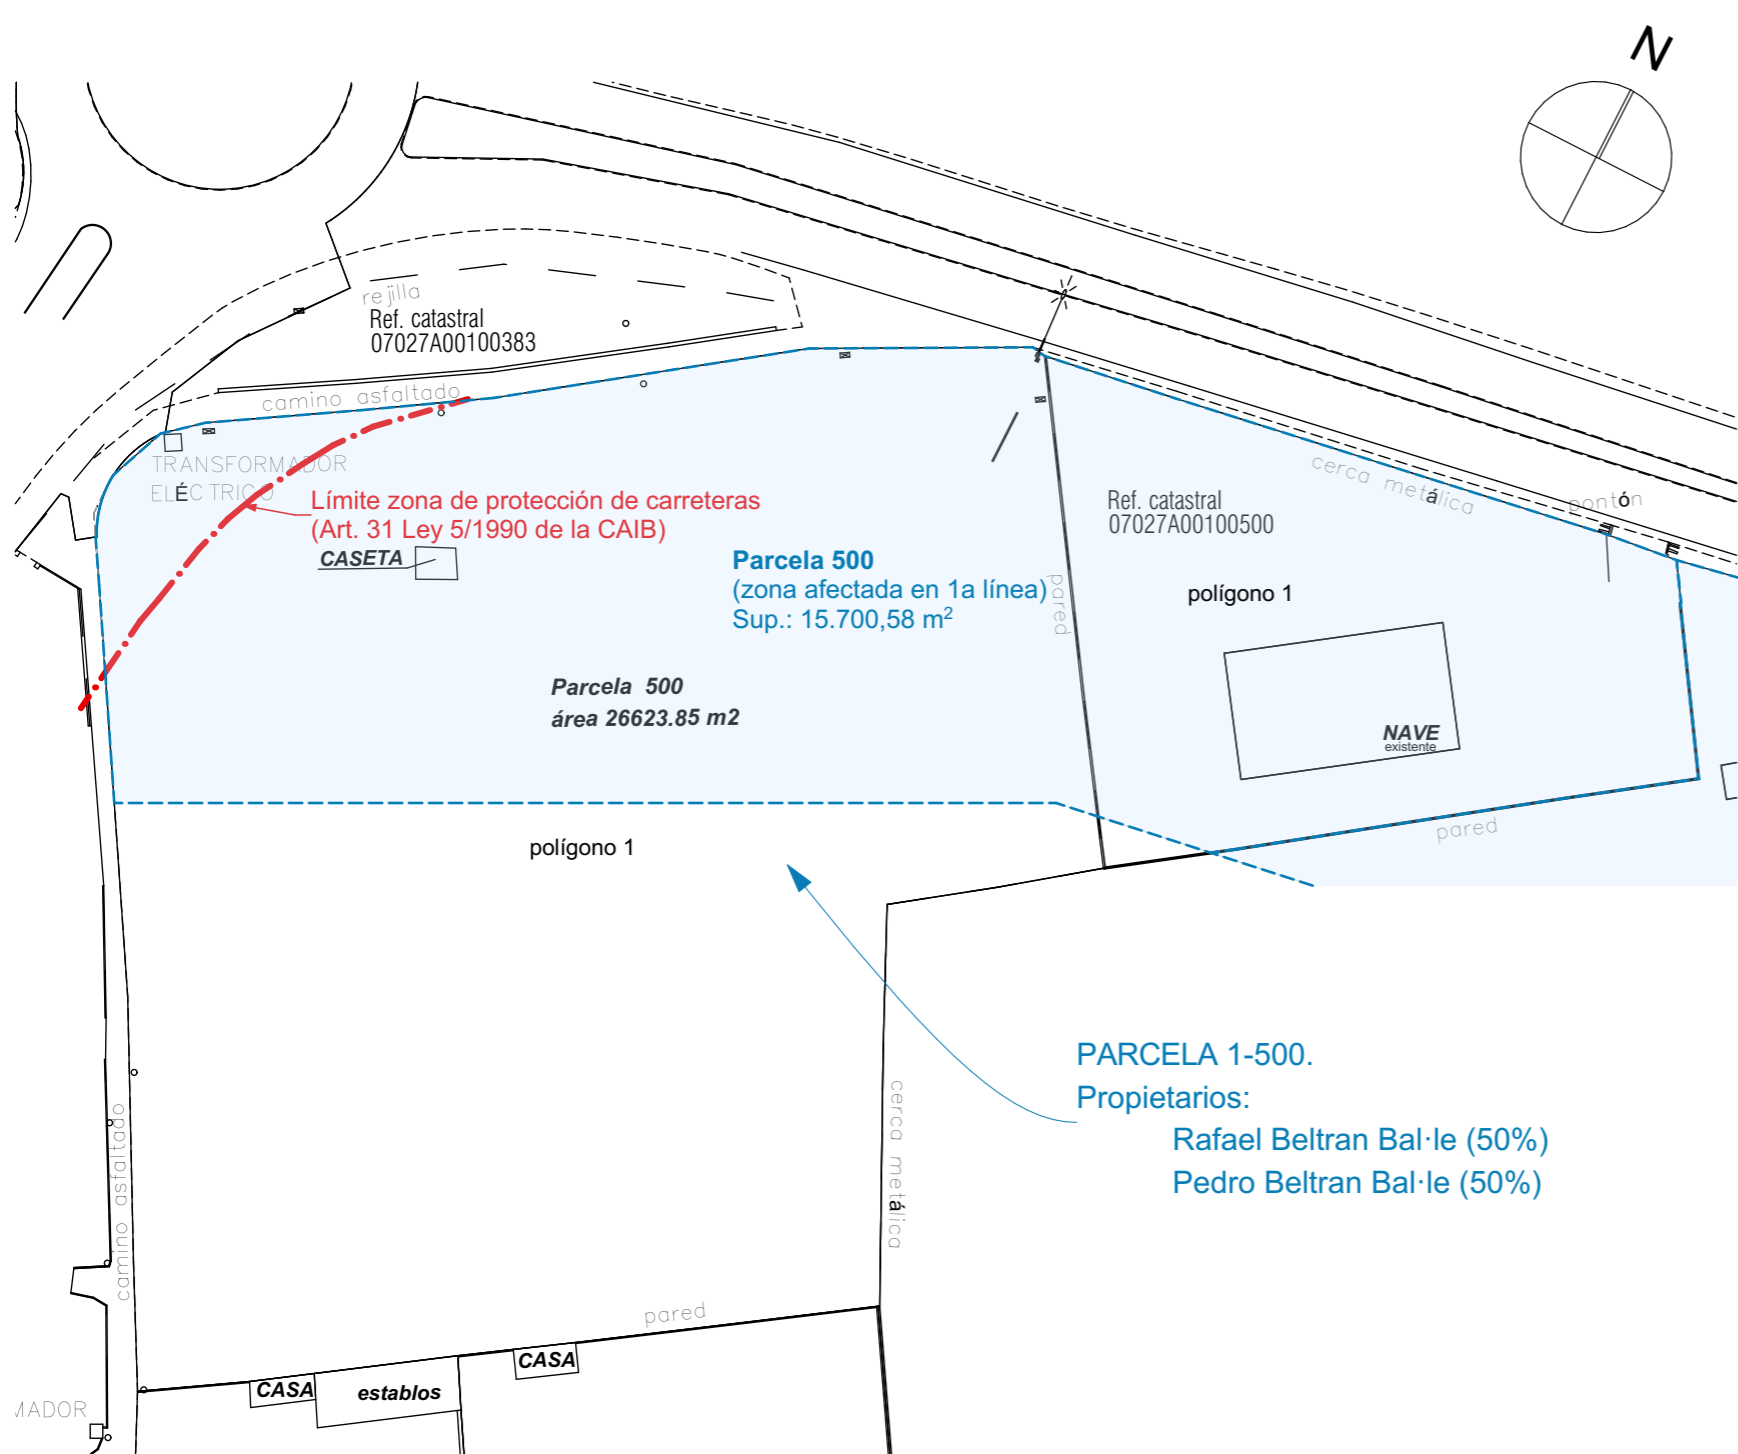 N
rejilla
Ref. catastral
07027A00100383
camino asfaltado
TRANSFORMADOR
ELÉCTRICO
Límite zona de protección de carreteras
(Art. 31 Ley 5/1990 de la CAIB)
CASETA
Parcela 500
(zona afectada en 1a línea)
Sup.: 15.700,58 m²
pared
Ref. catastral
07027A00100500
cerca metálica
pontón
polígono 1
Parcela 500
área 26623.85 m2
NAVE
existente
pared
polígono 1
PARCELA 1-500.
Propietarios:
Rafael Beltran Bal·le (50%)
Pedro Beltran Bal·le (50%)
camino asfaltado
cerca metálica
pared
CASA
CASA
establos
MADOR